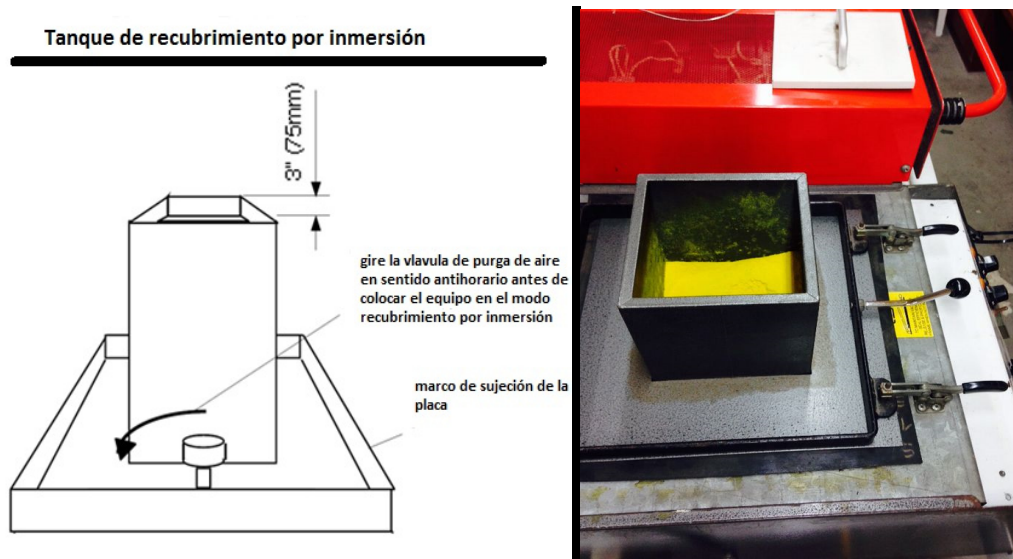 Tanque de recubrimiento por inmersión
3" (75mm)
gire la vlavula de purga de aire
en sentido antihorario antes de
colocar el equipo en el modo
recubrimiento por inmersión
marco de sujeción de la
placa